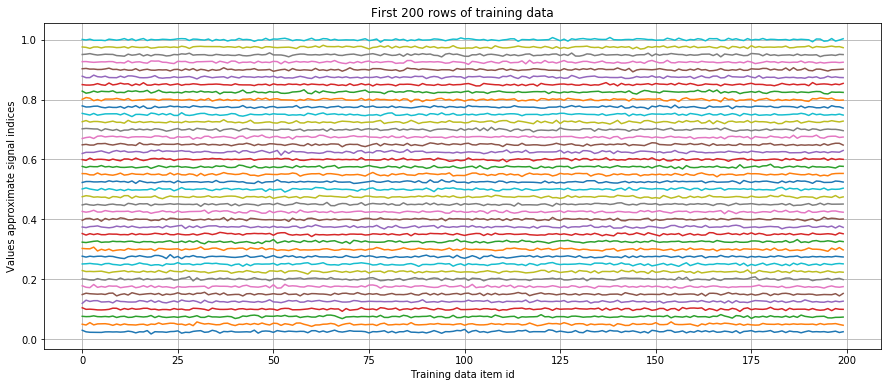 First 200 rows of training data
Values approximate signal indices
1.0
0.8
0.6
0.4
0.2
0.0
0 25 50 75 100 125 150 175 200
Training data item id